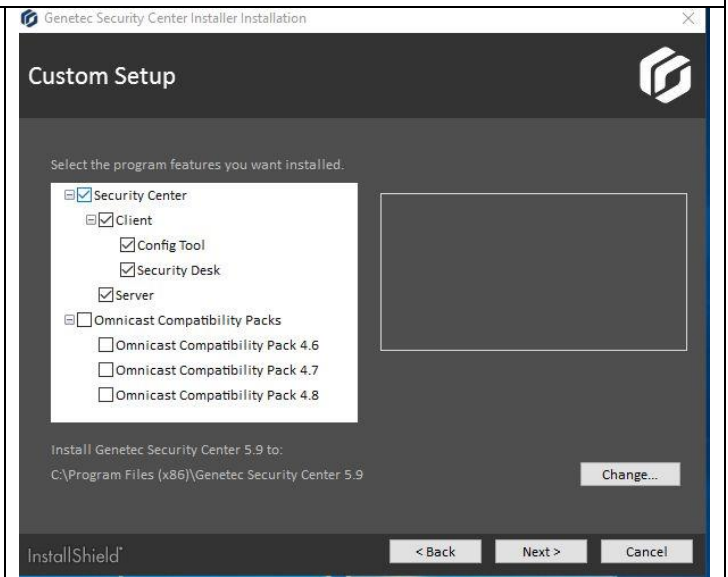 Genetec Security Center Installer Installation
Custom Setup
Select the program features you want installed.
Security Center
Client
Config Tool
Security Desk
Server
Omnicast Compatibility Packs
Omnicast Compatibility Pack 4.6
Omnicast Compatibility Pack 4.7
Omnicast Compatibility Pack 4.8
Install Genetec Security Center 5.9 to:
C:\Program Files (x86)\Genetec Security Center 5.9
Change...
InstallShield
< Back Next > Cancel